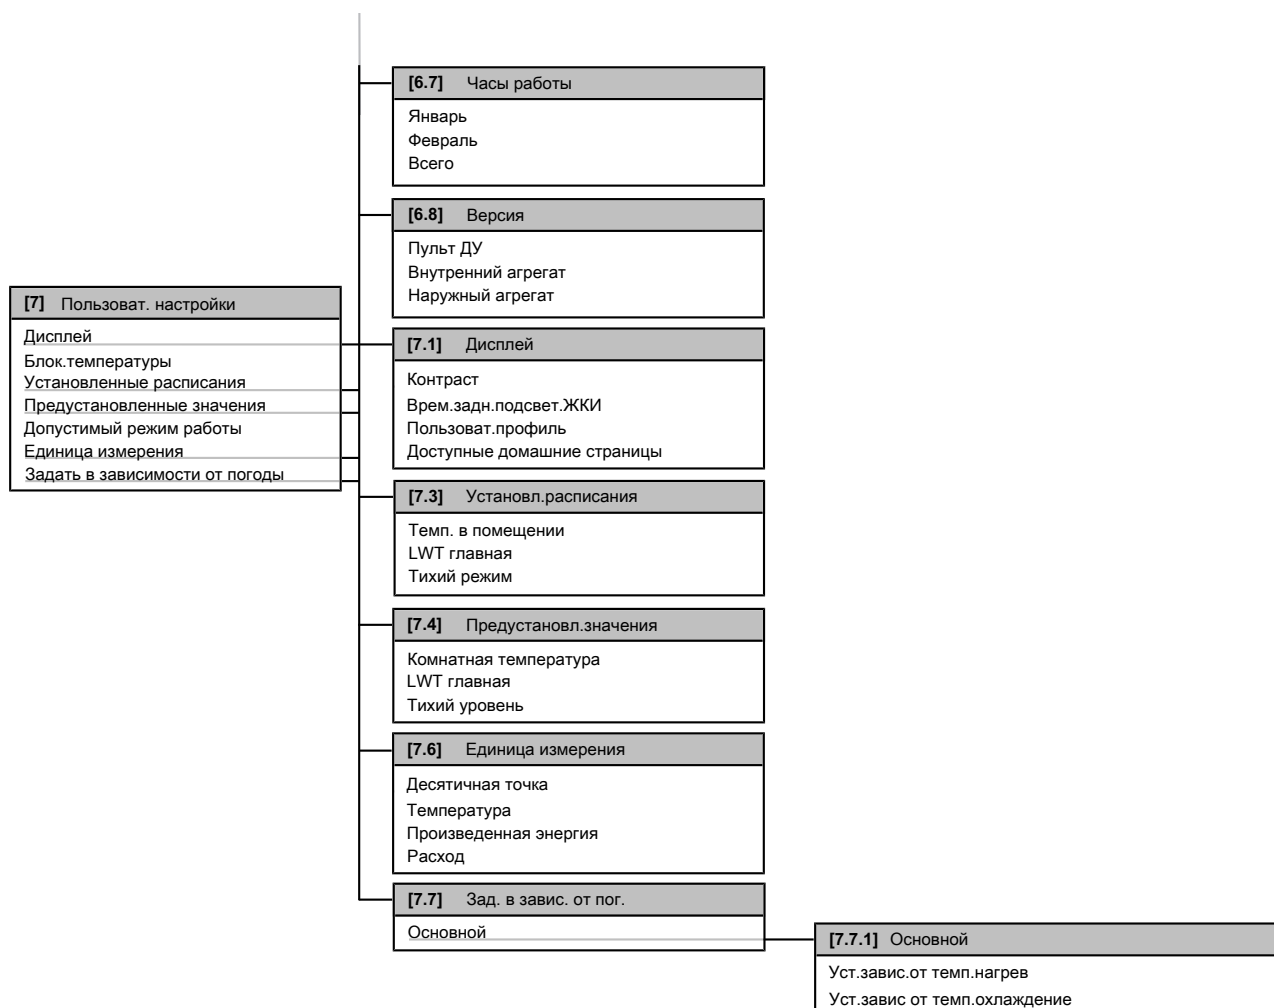 [6.7] Часы работы
Январь
Февраль
Всего
[6.8] Версия
Пульт ДУ
Внутренний агрегат
Наружный агрегат
[7] Пользоват. настройки
Дисплей
Блок.температуры
Установленные расписания
Предустановленные значения
Допустимый режим работы
Единица измерения
Задать в зависимости от погоды
[7.1] Дисплей
Контраст
Врем.задн.подсвет.ЖКИ
Пользоват.профиль
Доступные домашние страницы
[7.3] Установл.расписания
Темп. в помещении
LWT главная
Тихий режим
[7.4] Предустановл.значения
Комнатная температура
LWT главная
Тихий уровень
[7.6] Единица измерения
Десятичная точка
Температура
Произведенная энергия
Расход
[7.7] Зад. в завис. от пог.
Основной
[7.7.1] Основной
Уст.завис.от темп.нагрев
Уст.завис от темп.охлаждение